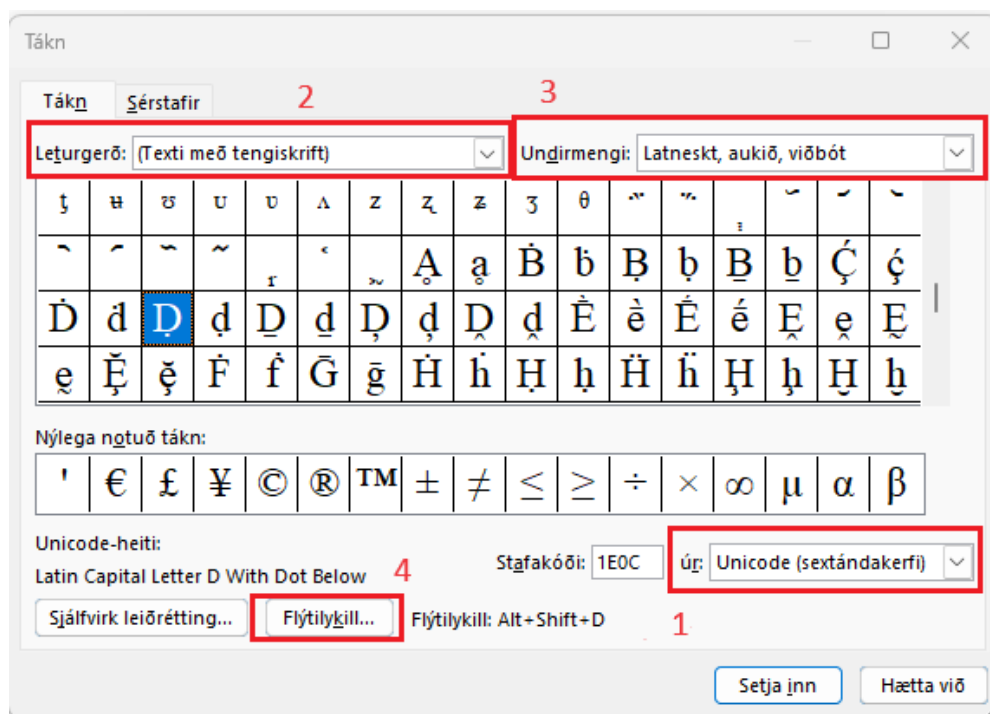 Tákn
Tákn Sérstafir 2 3
Leturgerð: (Texti með tengiskrift) Undirmengi: Latneskt, aukið, viðbót
Ḁ ḁ Ḃ ḃ Ḅ ḅ Ḇ ḇ Ḉ ḉ
Ḋ ḋ Ḍ ḍ Ḏ ḏ Ḑ ḑ Ḓ ḓ Ḕ ḕ Ḗ ḗ Ḙ ḙ Ḛ
ḛ Ḝ ḝ Ḟ ḟ Ḡ ḡ Ḣ ḣ Ḥ ḥ Ḧ ḧ Ḩ ḩ Ḫ ḫ
Nýlega notuð tákn:
' € £ ¥ © ® ™ ± ≠ ≤ ≥ ÷ × ∞ µ α β
Unicode-heiti:
Latin Capital Letter D With Dot Below 4 Stafakóði: 1E0C úr: Unicode (sextándakerfi)
Sjálfvirk leiðrétting... Flýtilykill... Flýtilykill: Alt+Shift+D 1
Setja inn Hætta við